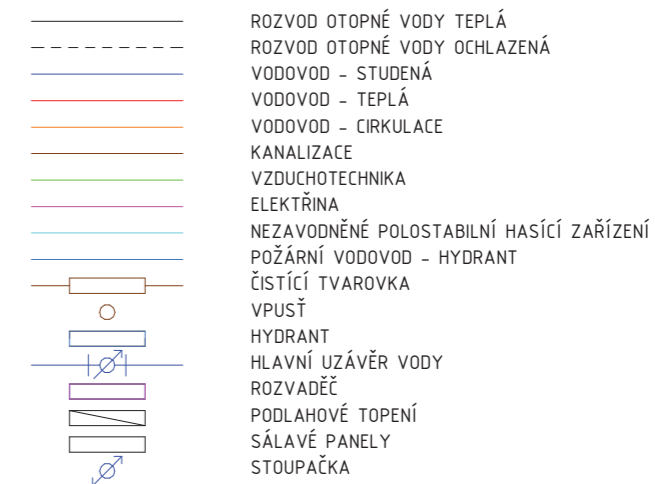 ROZVOD OTOPNÉ VODY TEPLÁ
ROZVOD OTOPNÉ VODY OCHLAZENÁ
VODOVOD - STUDENÁ
VODOVOD - TEPLÁ
VODOVOD - CIRKULACE
KANALIZACE
VZDUCHOTECHNIKA
ELEKTŘINA
NEZAVODNĚNÉ POLOSTABILNÍ HASÍCÍ ZAŘÍZENÍ
POŽÁRNÍ VODOVOD - HYDRANT
ČISTÍCÍ TVAROVKA
VPUSŤ
HYDRANT
HLAVNÍ UZÁVĚR VODY
ROZVADĚČ
PODLAHOVÉ TOPENÍ
SÁLAVÉ PANELY
STOUPAČKA